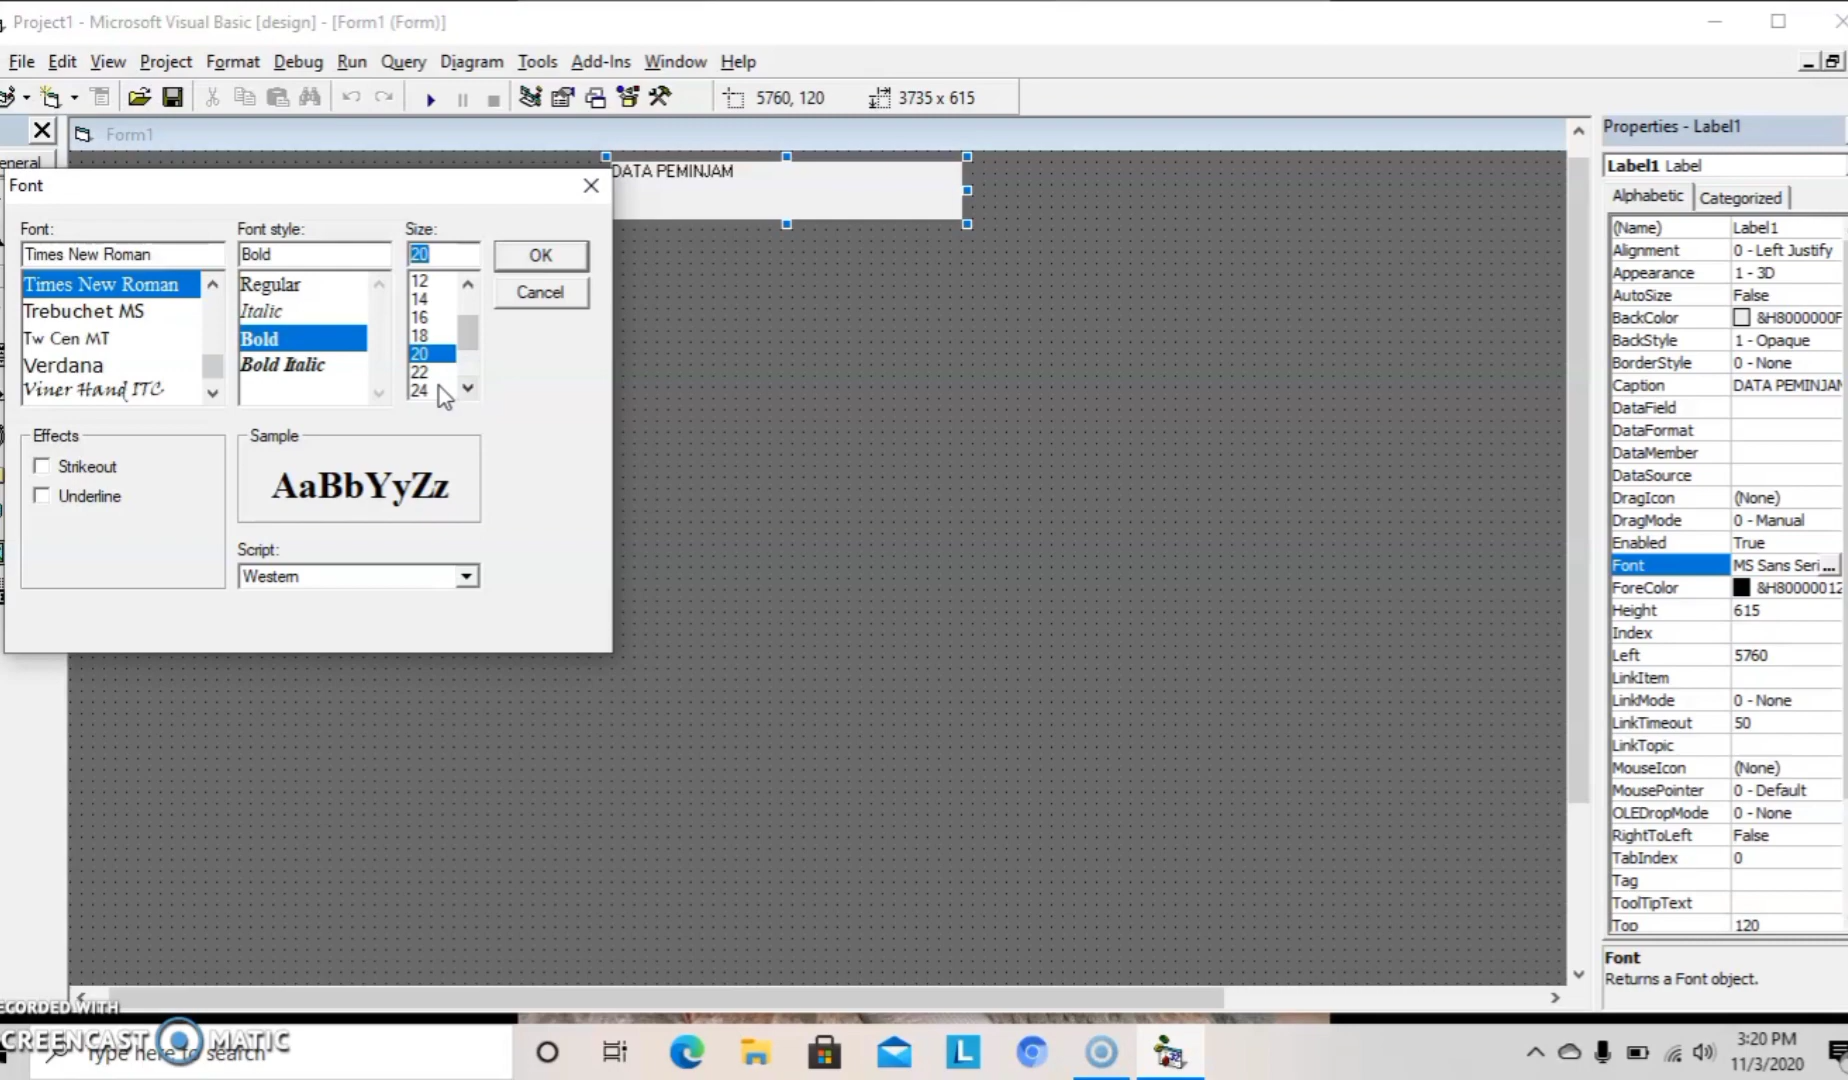 Project1 - Microsoft Visual Basic [design] - [Form1 (Form)]
File Edit View Project Format Debug Run Query Diagram Tools Add-Ins Window Help
5760, 120 3735 x 615
Form1
eneral
DATA PEMINJAM
Font
Font: Font style: Size:
Times New Roman Bold 20 OK
Times New Roman
Trebuchet MS
Tw Cen MT
Verdana
Viner Hand ITC
Regular
Italic
Bold
Bold Italic
12
14
16
18
20
22
24
Cancel
Effects
Strikeout
Underline
Sample
AaBbYyZz
Script:
Western
Properties - Label1
Label1 Label
Alphabetic Categorized
(Name) Label1
Alignment 0 - Left Justify
Appearance 1 - 3D
AutoSize False
BackColor &H8000000F
BackStyle 1 - Opaque
BorderStyle 0 - None
Caption DATA PEMINJAM
DataField
DataFormat
DataMember
DataSource
DragIcon (None)
DragMode 0 - Manual
Enabled True
Font MS Sans Seri ...
ForeColor &H80000012
Height 615
Index
Left 5760
LinkItem
LinkMode 0 - None
LinkTimeout 50
LinkTopic
MouseIcon (None)
MousePointer 0 - Default
OLEDropMode 0 - None
RightToLeft False
TabIndex 0
Tag
ToolTipText
Top 120
Font
Returns a Font object.
ECORDED WITH
CREENCAST MATIC
Type here to search
L
3:20 PM
11/3/2020